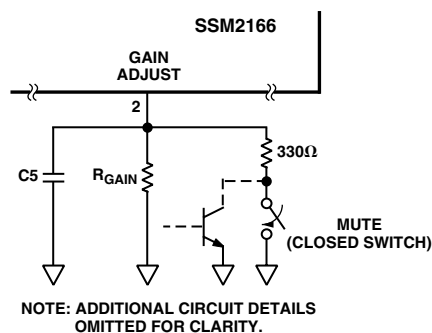 SSM2166
GAIN
ADJUST
2
C5
RGAIN
330Ω
MUTE
(CLOSED SWITCH)
NOTE: ADDITIONAL CIRCUIT DETAILS
OMITTED FOR CLARITY.